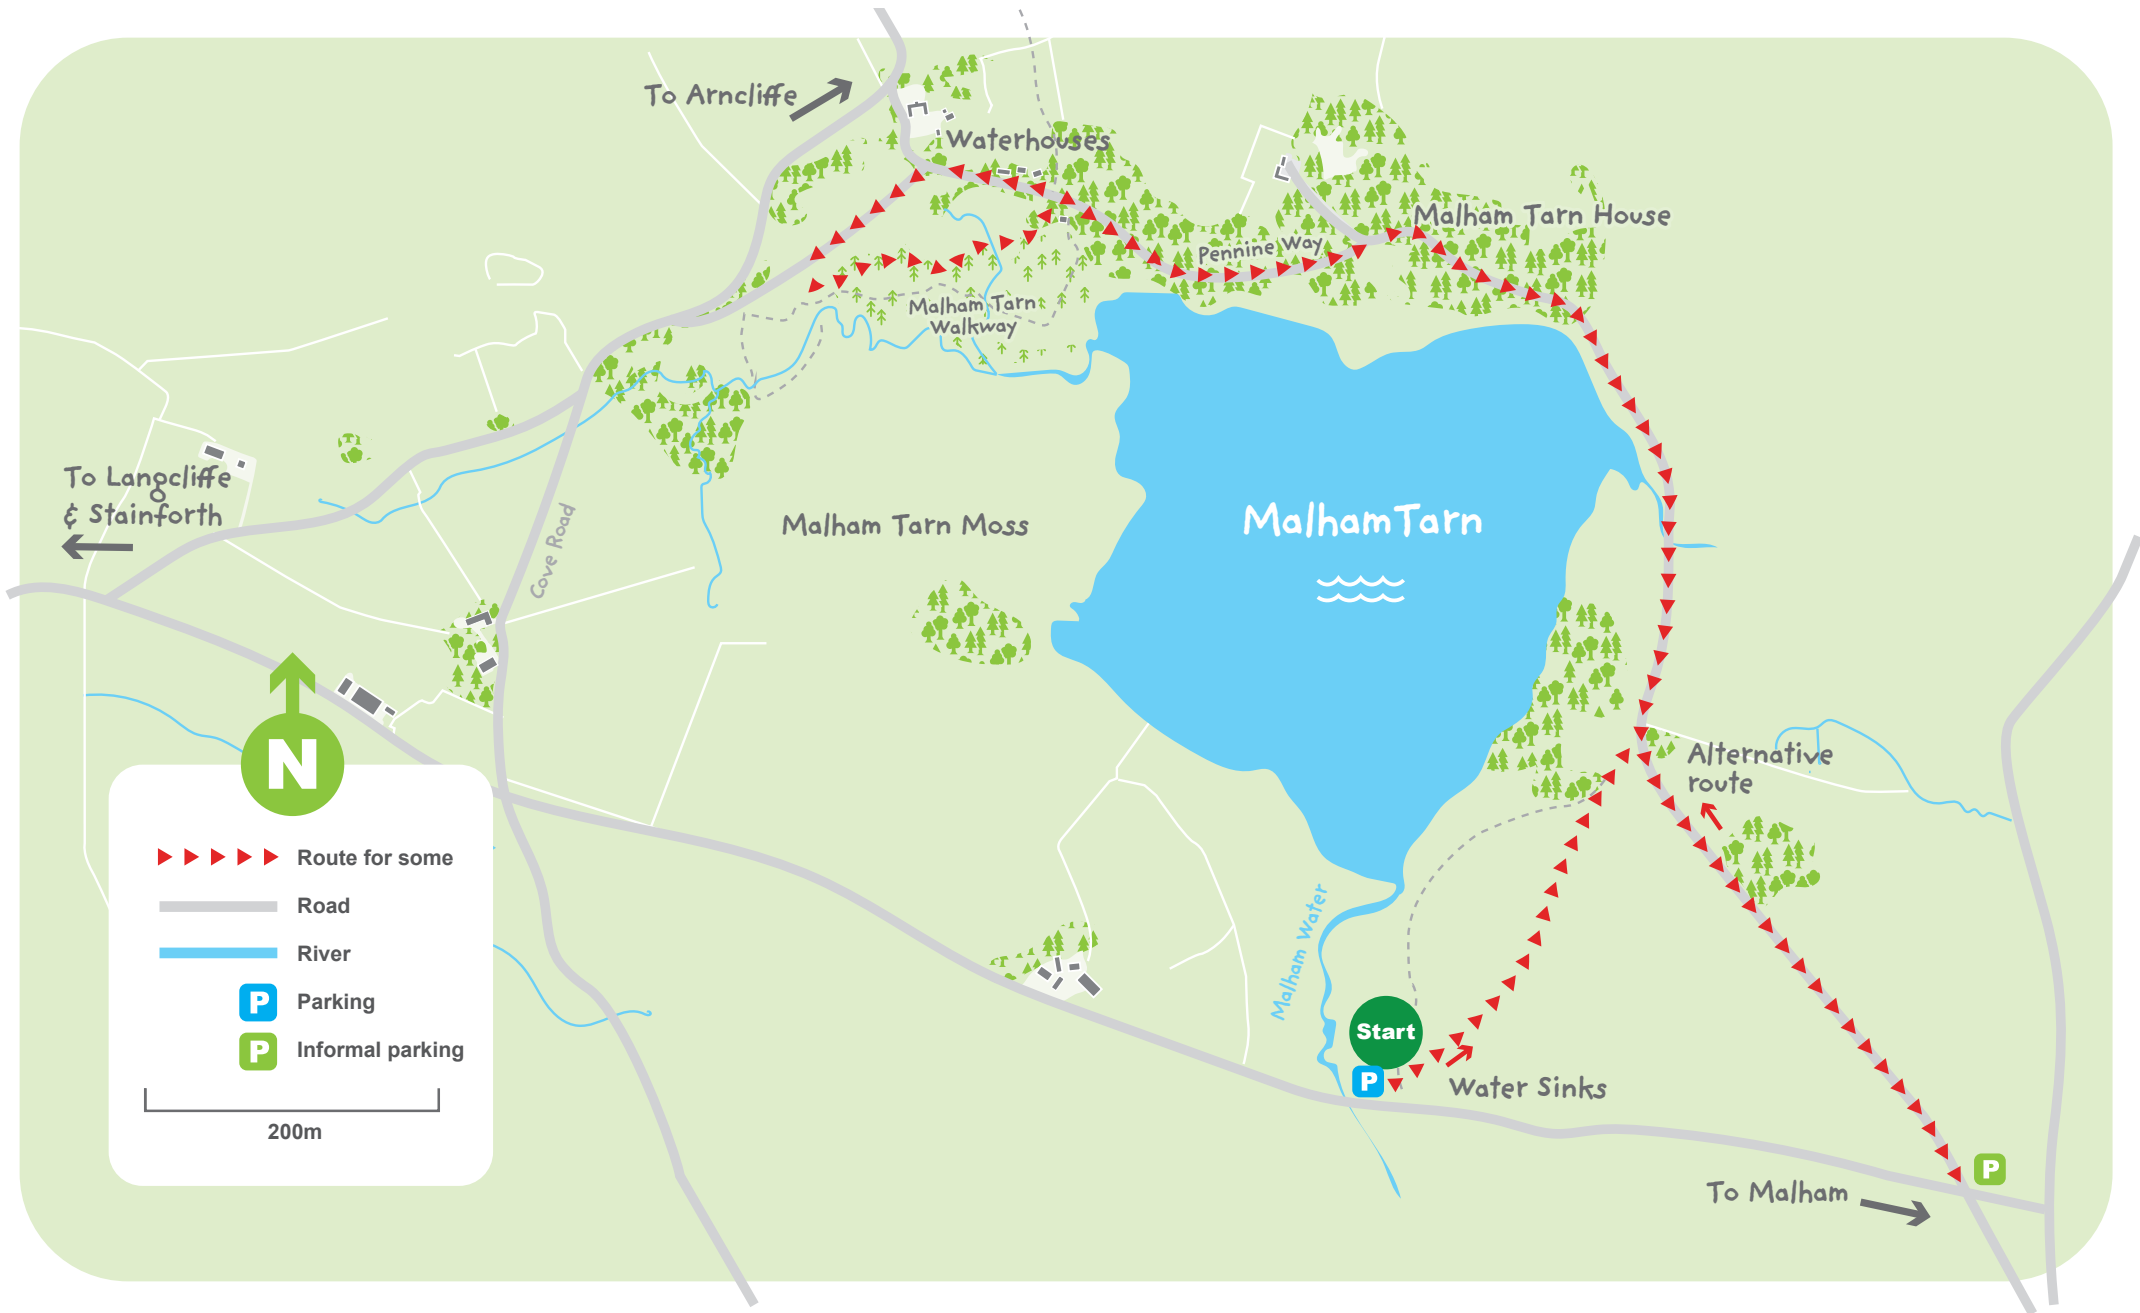 To Arncliffe
Waterhouses
Malham Tarn House
Pennine Way
Malham Tarn
Walkway
To Langcliffe
& Stainforth
Cove Road
Malham Tarn Moss
Malham Tarn
N
Alternative
route
Route for some
Road
River
P
Parking
P
Informal parking
200m
Malham Water
Start
P
Water Sinks
P
To Malham